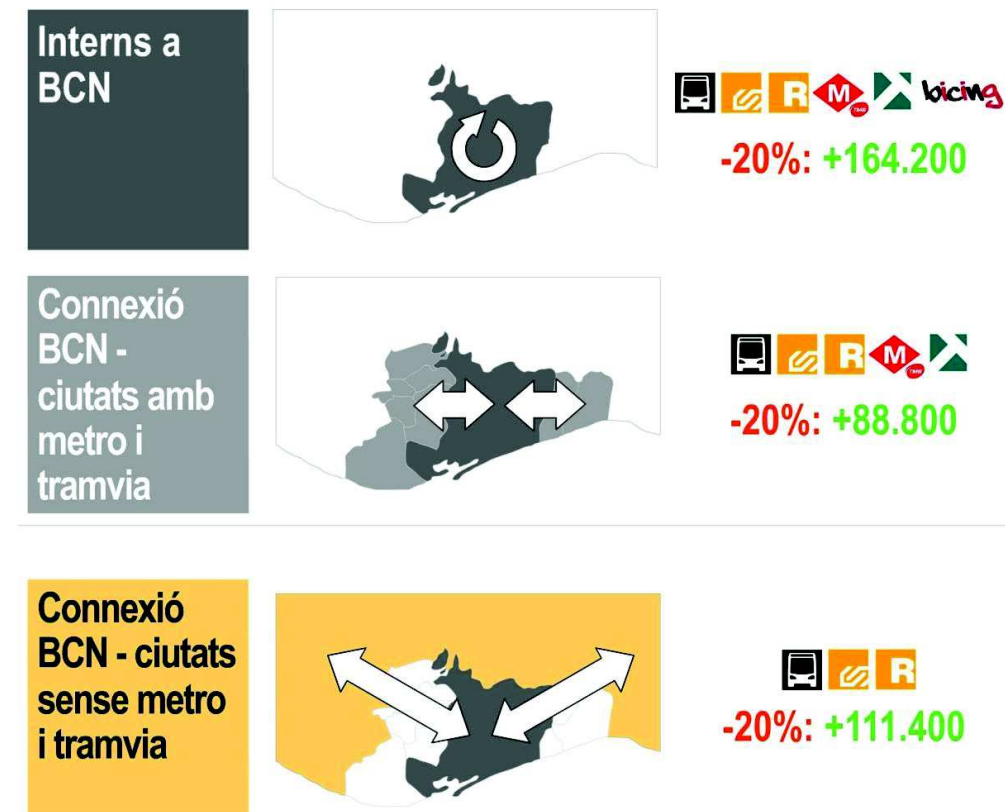 Interns a
BCN
R M bicing
-20%: +164.200
Connexió
BCN -
ciutats amb
metro i
tramvia
R M
-20%: +88.800
Connexió
BCN - ciutats
sense metro
i tramvia
R
-20%: +111.400